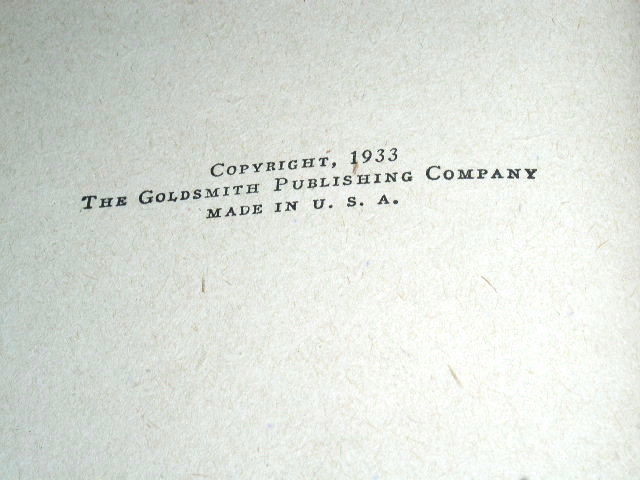 COPYRIGHT, 1933
THE GOLDSMITH PUBLISHING COMPANY
MADE IN U. S. A.